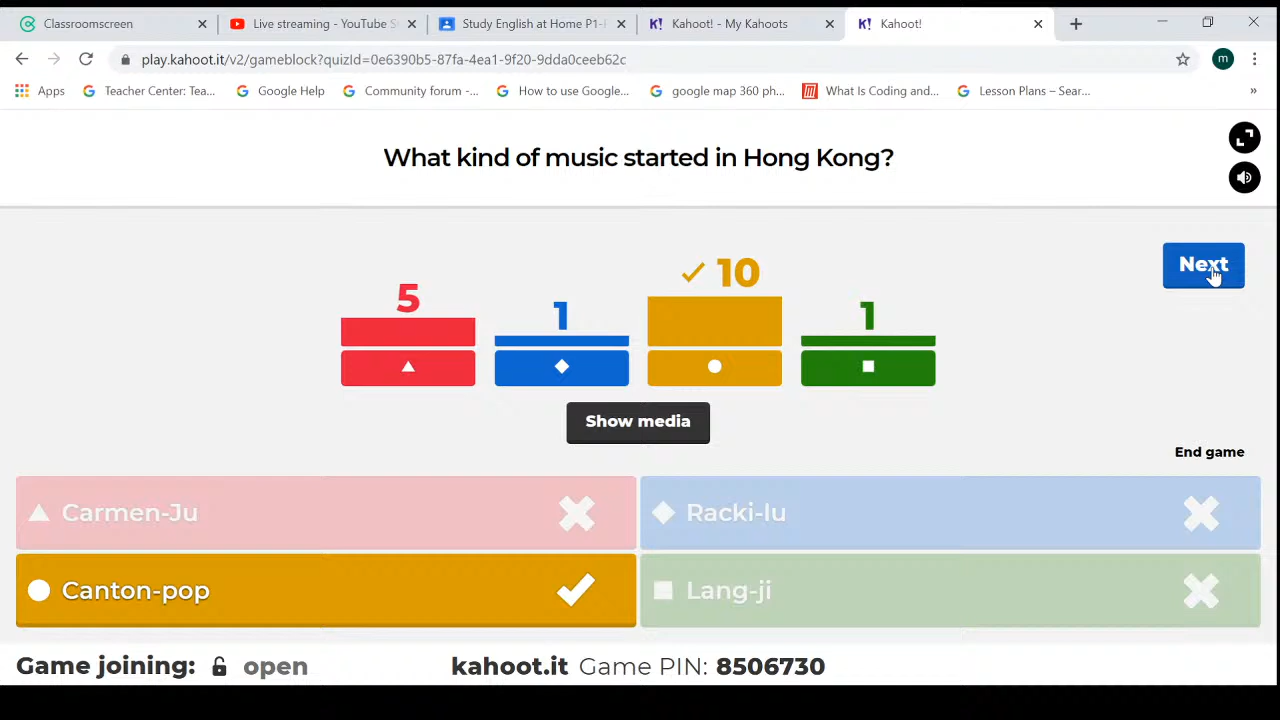 Classroomscreen
Live streaming - YouTube S
Study English at Home P1-
Kahoot! - My Kahoots
Kahoot!
play.kahoot.it/v2/gameblock?quizId=0e6390b5-87fa-4ea1-9f20-9dda0ceeb62c
m
Apps
Teacher Center: Tea...
Google Help
Community forum -...
How to use Google...
google map 360 ph...
What Is Coding and...
Lesson Plans – Sear...
»
What kind of music started in Hong Kong?
Next
5
1
10
1
Show media
End game
Carmen-Ju
Racki-lu
Canton-pop
Lang-ji
Game joining: open
kahoot.it Game PIN: 8506730